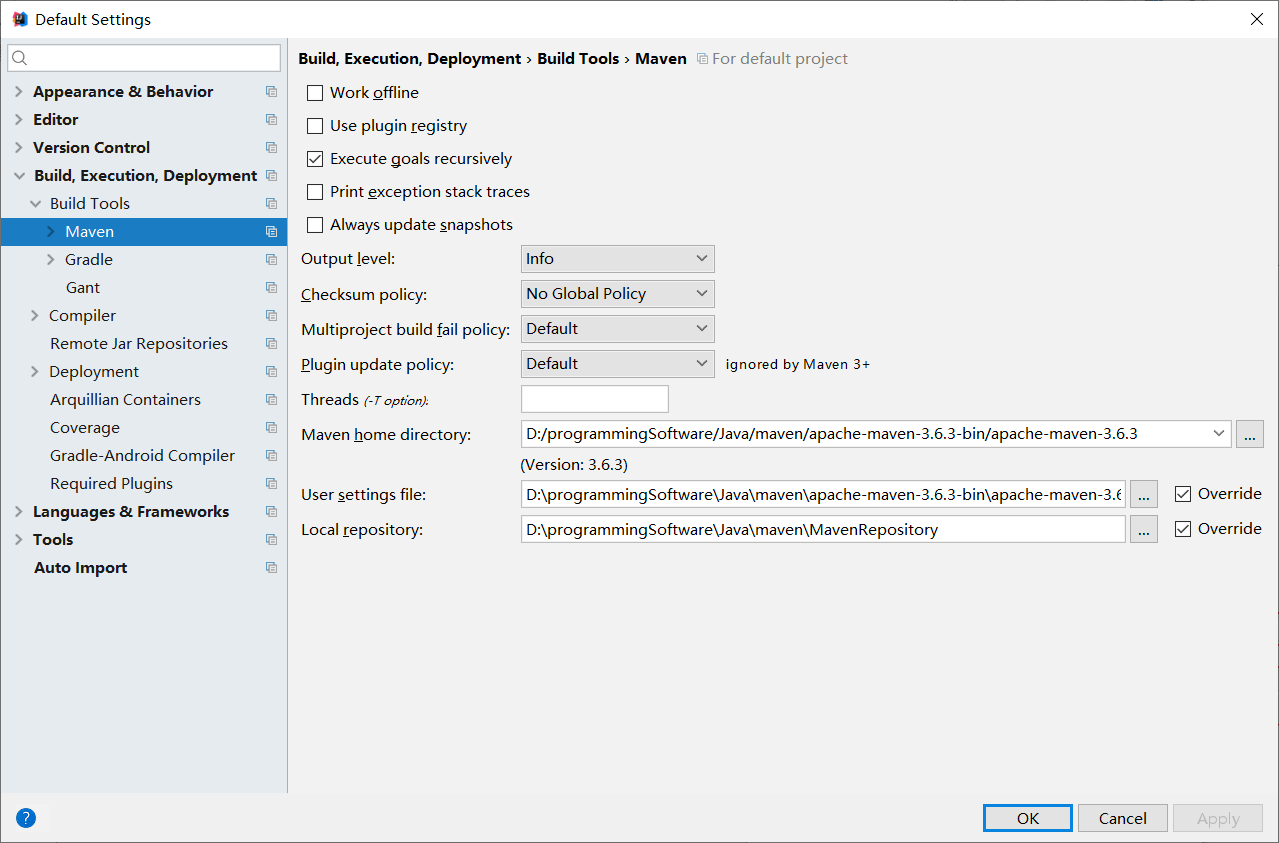 Default Settings
Appearance & Behavior
Editor
Version Control
Build, Execution, Deployment
Build Tools
Maven
Gradle
Gant
Compiler
Remote Jar Repositories
Deployment
Arquillian Containers
Coverage
Gradle-Android Compiler
Required Plugins
Languages & Frameworks
Tools
Auto Import
Build, Execution, Deployment › Build Tools › Maven For default project
Work offline
Use plugin registry
Execute goals recursively
Print exception stack traces
Always update snapshots
Output level: Info
Checksum policy: No Global Policy
Multiproject build fail policy: Default
Plugin update policy: Default ignored by Maven 3+
Threads (-T option):
Maven home directory: D:/programmingSoftware/Java/maven/apache-maven-3.6.3-bin/apache-maven-3.6.3 ...
(Version: 3.6.3)
User settings file: D:\programmingSoftware\Java\maven\apache-maven-3.6.3-bin\apache-maven-3.6 ... Override
Local repository: D:\programmingSoftware\Java\maven\MavenRepository ... Override
? OK Cancel Apply